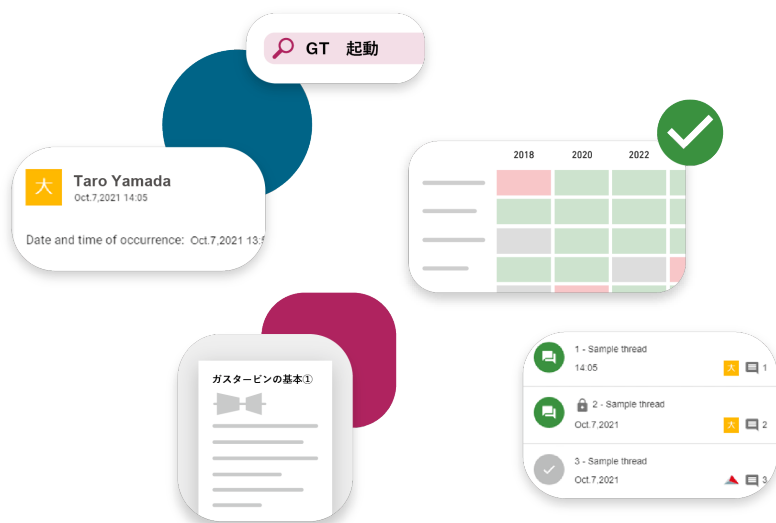 GT 起動
大 Taro Yamada
Oct.7,2021 14:05
Date and time of occurrence: Oct.7,2021 13:5
2018 2020 2022
ガスタービンの基本①
1 - Sample thread
14:05 大 1
2 - Sample thread
Oct.7,2021 大 2
3 - Sample thread
Oct.7,2021 3